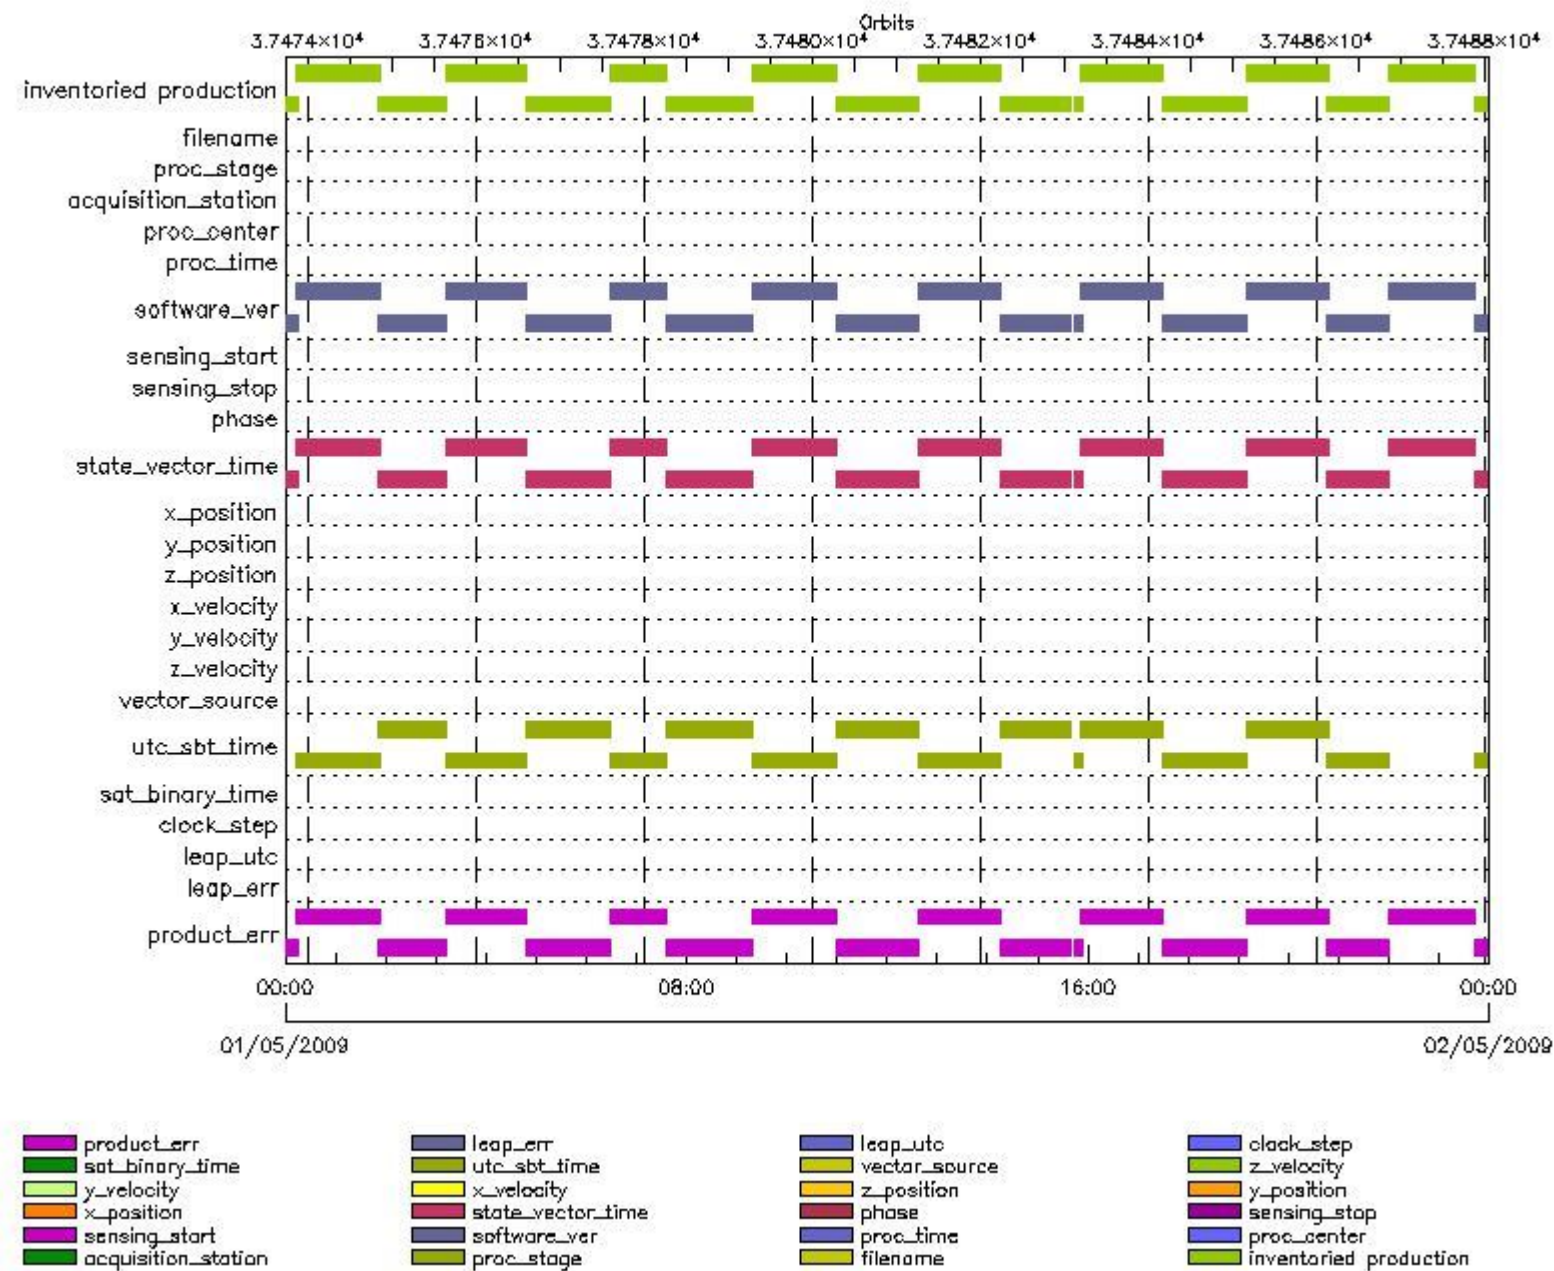 Orbits
3.7474×10⁴ 3.7476×10⁴ 3.7478×10⁴ 3.7480×10⁴ 3.7482×10⁴ 3.7484×10⁴ 3.7486×10⁴ 3.7488×10⁴
inventoried production
filename
proc_stage
acquisition_station
proc_center
proc_time
software_ver
sensing_start
sensing_stop
phase
state_vector_time
x_position
y_position
z_position
x_velocity
y_velocity
z_velocity
vector_source
utc_sbt_time
sat_binary_time
clock_step
leap_utc
leap_err
product_err
00:00 08:00 16:00 00:00
01/05/2009 02/05/2009
product_err leap_err leap_utc clock_step
sat_binary_time utc_sbt_time vector_source z_velocity
y_velocity x_velocity z_position y_position
x_position state_vector_time phase sensing_stop
sensing_start software_ver proc_time proc_center
acquisition_station proc_stage filename inventoried production